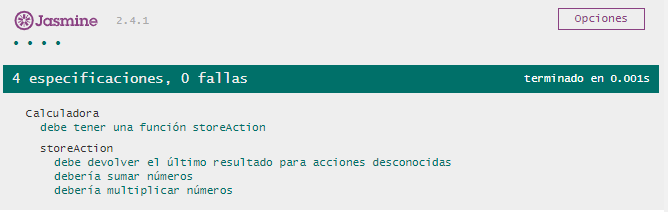 Jasmine 2.4.1 Opciones
• • • •
4 especificaciones, 0 fallas terminado en 0.001s
Calculadora
debe tener una función storeAction
storeAction
debe devolver el último resultado para acciones desconocidas
debería sumar números
debería multiplicar números